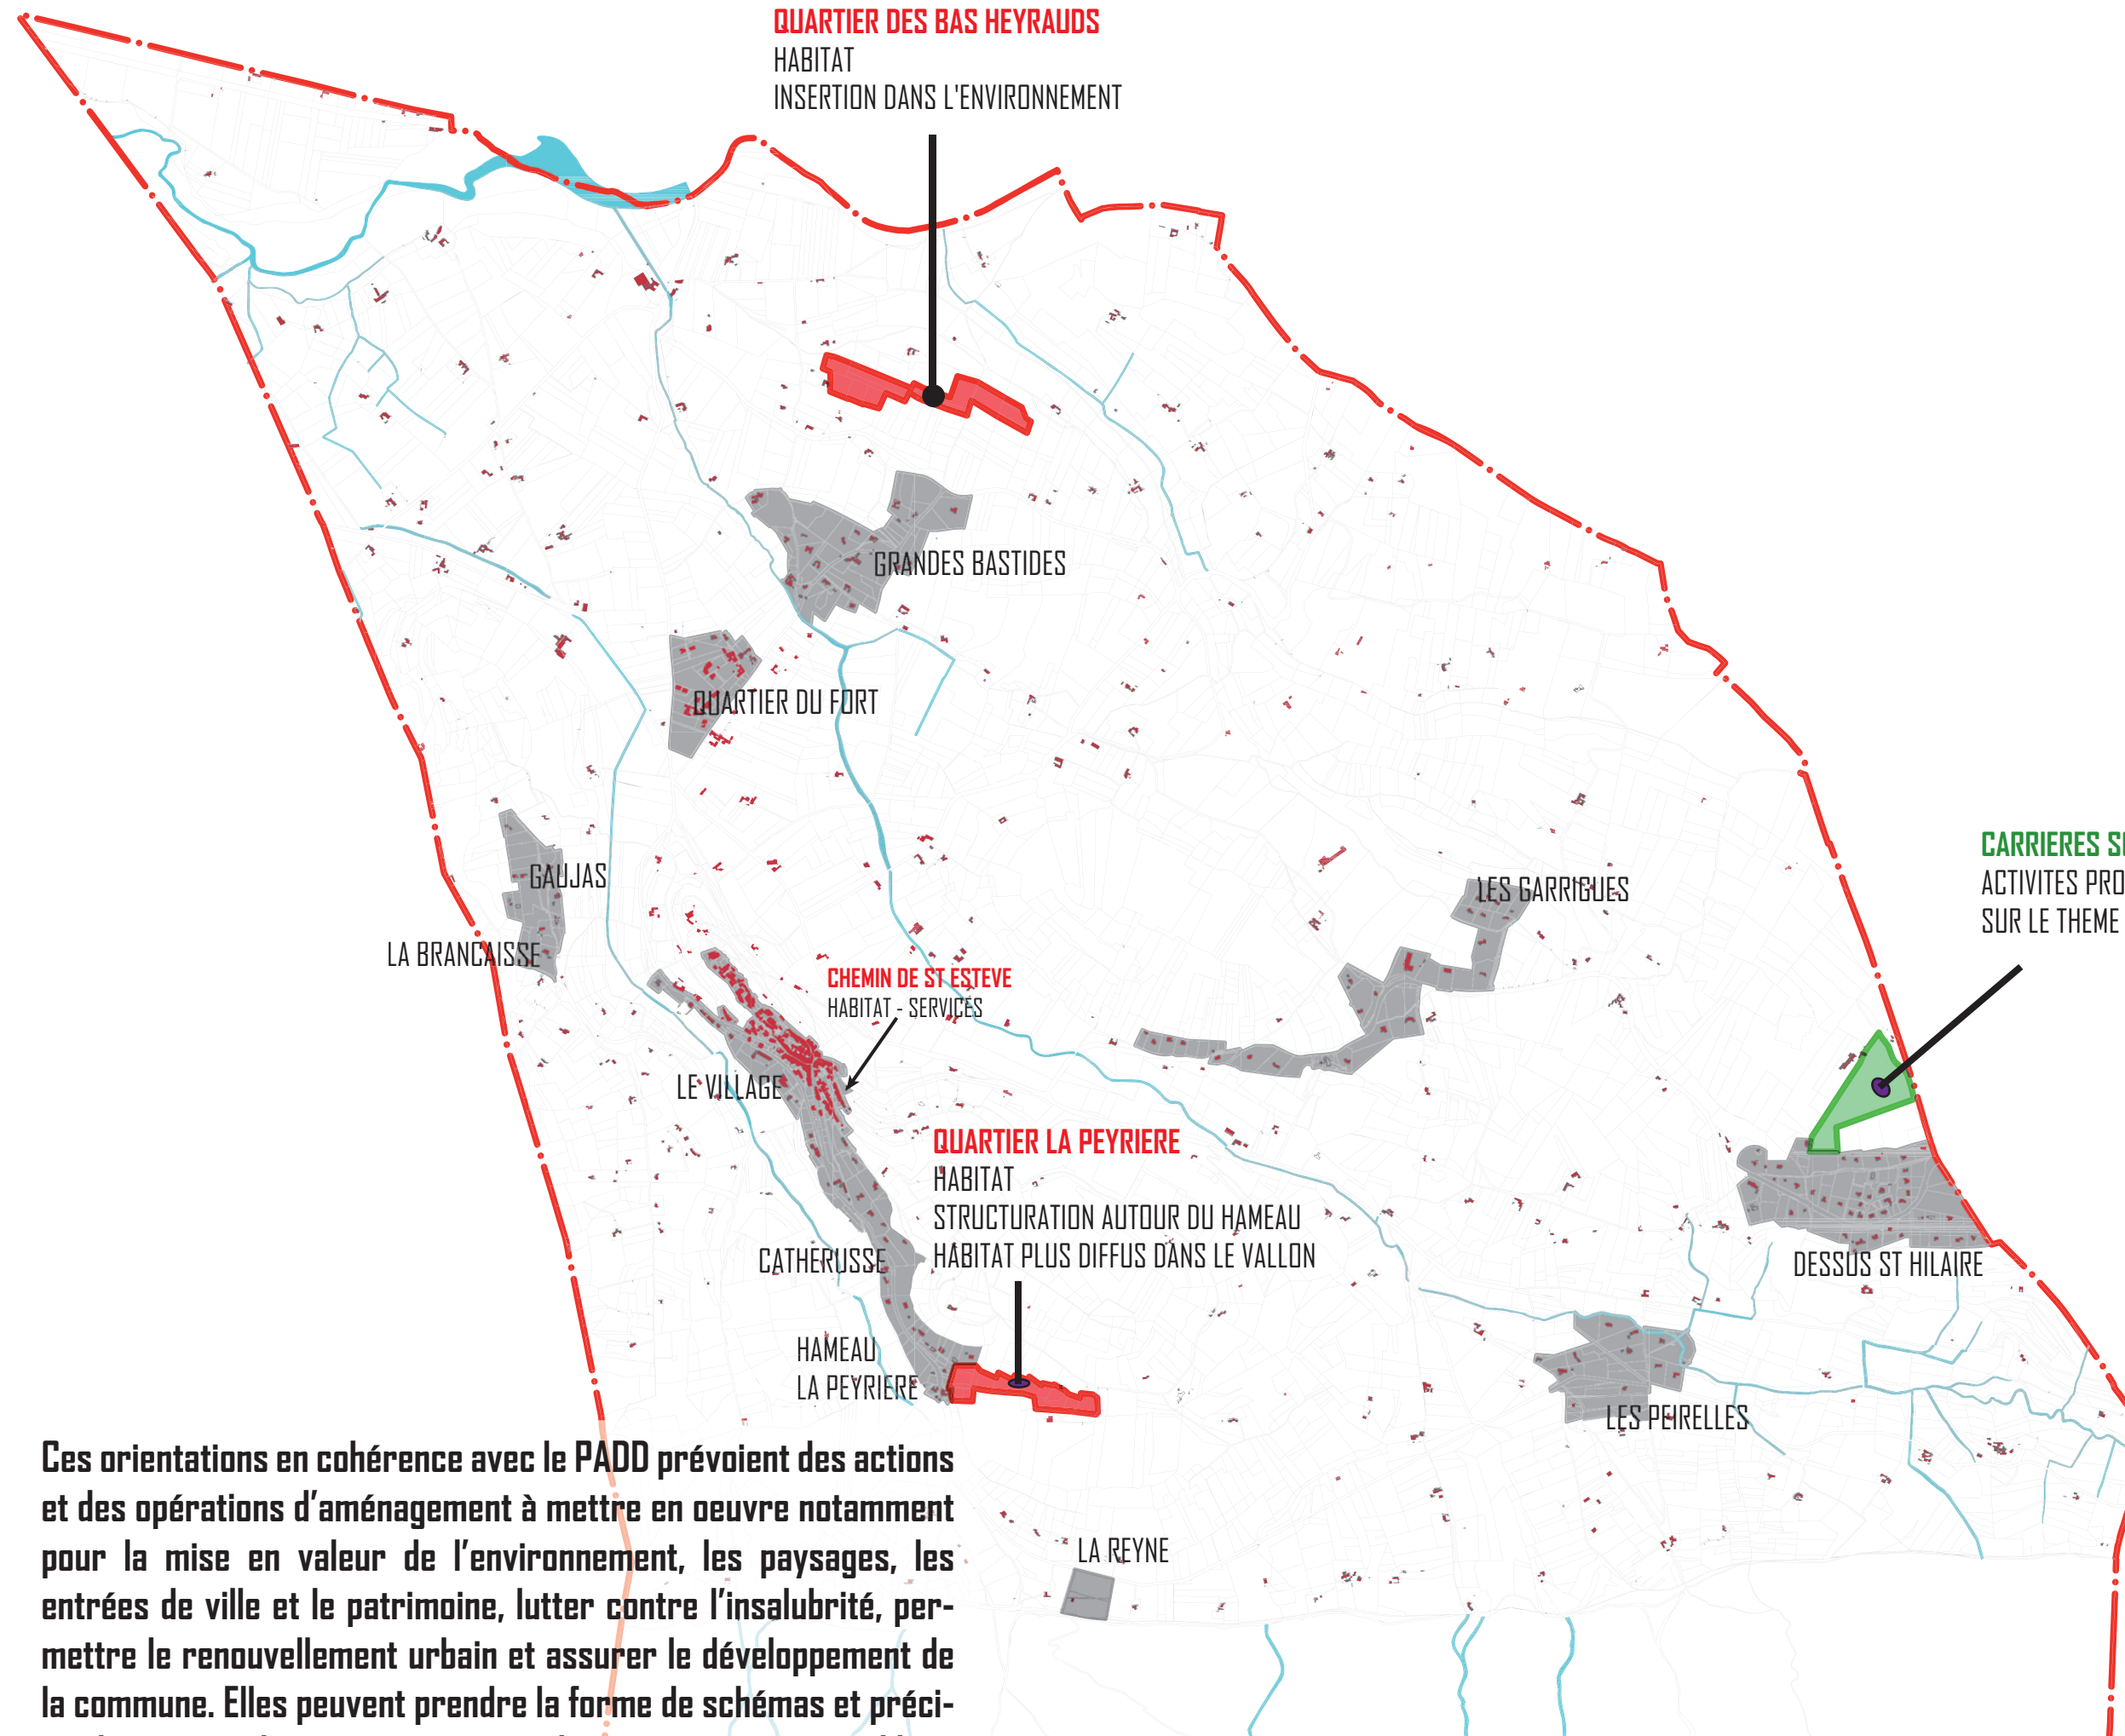 QUARTIER DES BAS HEYRAUDS
HABITAT
INSERTION DANS L'ENVIRONNEMENT
GRANDES BASTIDES
QUARTIER DU FORT
CARRIERES
ACTIVITES
SUR LE THEME
GAUJAS
LES GARRIGUES
LA BRANCAISSE
CHEMIN DE ST ESTEVE
HABITAT - SERVICES
LE VILLAGE
QUARTIER LA PEYRIERE
HABITAT
STRUCTURATION AUTOUR DU HAMEAU
HABITAT PLUS DIFFUS DANS LE VALLON
CATHERUSSE
DESSUS ST HILAIRE
HAMEAU
LA PEYRIERE
LES PEIRELLES
Ces orientations en cohérence avec le PADD prévoient des actions
et des opérations d'aménagement à mettre en oeuvre notamment
pour la mise en valeur de l'environnement, les paysages, les
entrées de ville et le patrimoine, lutter contre l'insalubrité, per-
mettre le renouvellement urbain et assurer le développement de
la commune. Elles peuvent prendre la forme de schémas et préci-
LA REYNE